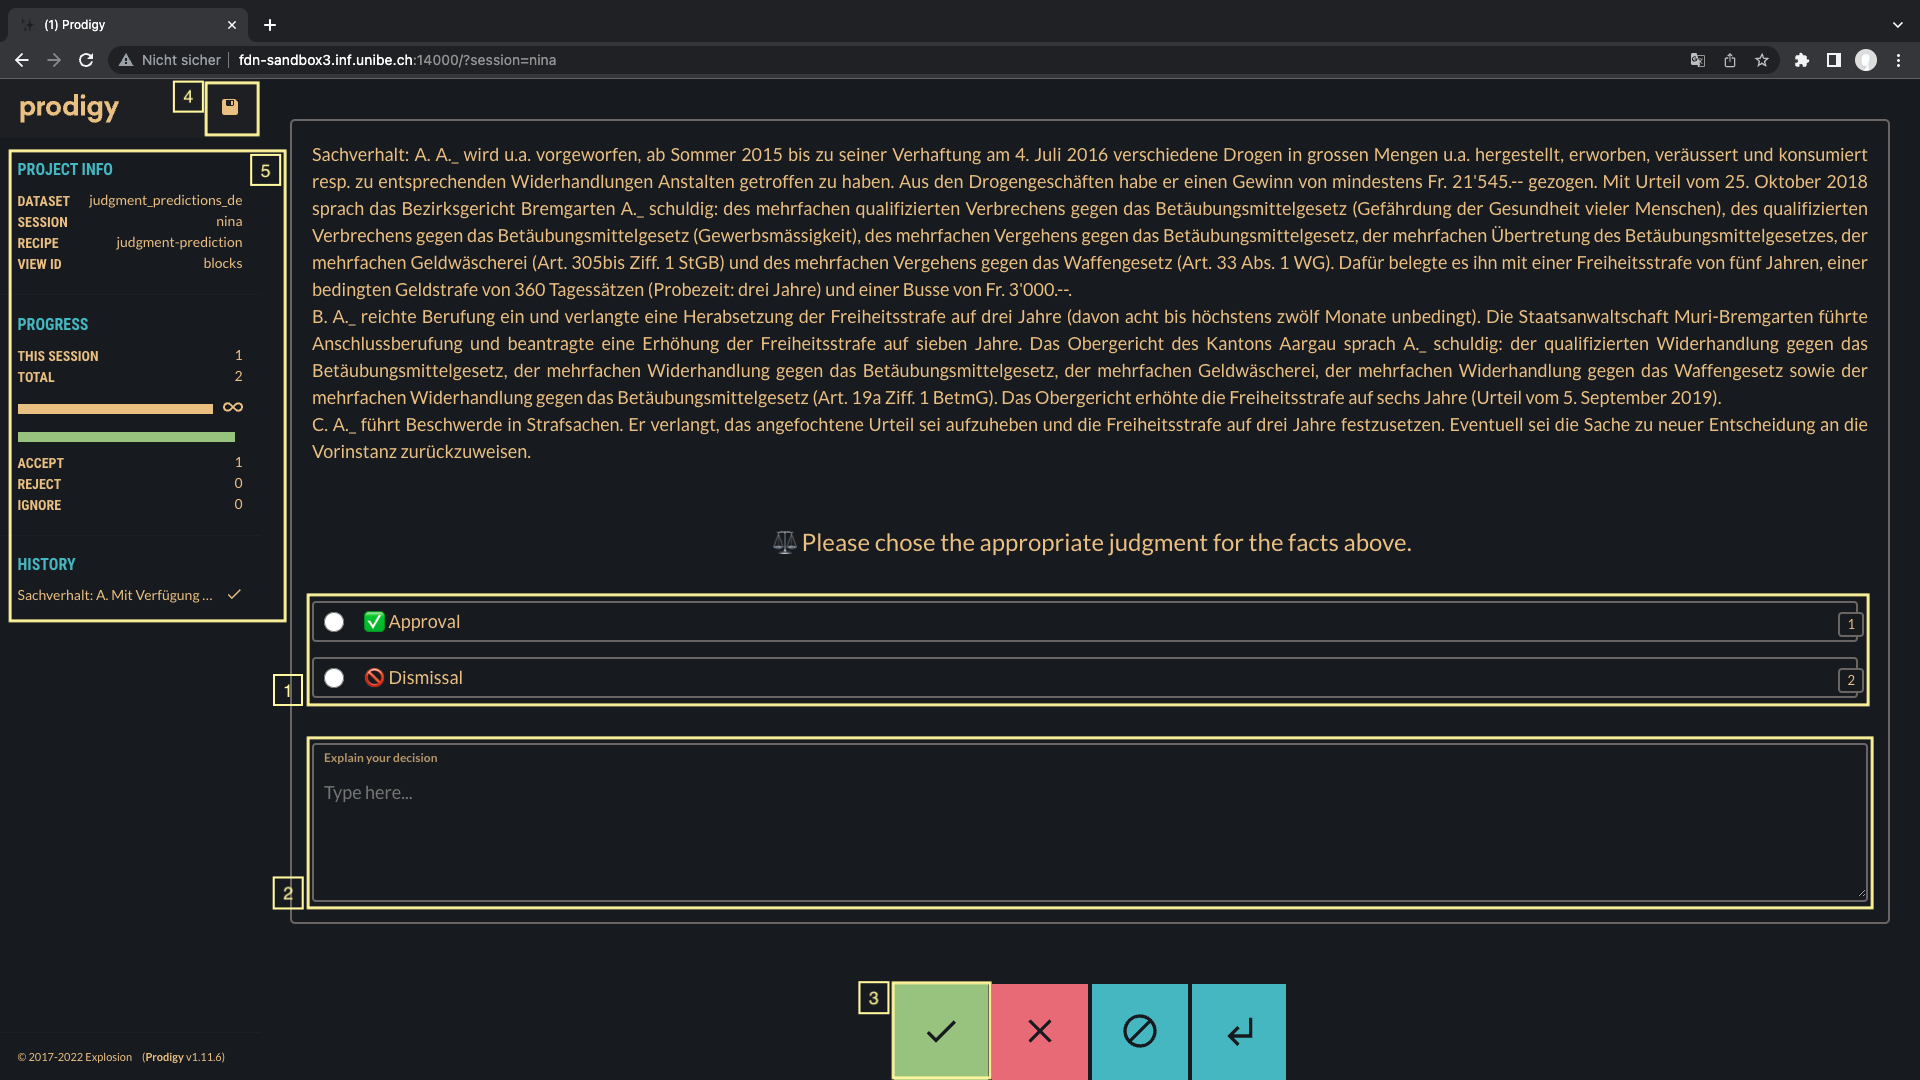 (1) Prodigy
Nicht sicher fdn-sandbox3.inf.unibe.ch:14000/?session=nina
prodigy
4
5
PROJECT INFO
DATASET judgment_predictions_de
SESSION nina
RECIPE judgment-prediction
VIEW ID blocks
PROGRESS
THIS SESSION 1
TOTAL 2
∞
ACCEPT 1
REJECT 0
IGNORE 0
HISTORY
Sachverhalt: A. Mit Verfügung ...
Sachverhalt: A. A._ wird u.a. vorgeworfen, ab Sommer 2015 bis zu seiner Verhaftung am 4. Juli 2016 verschiedene Drogen in grossen Mengen u.a. hergestellt, erworben, veräussert und konsumiert
resp. zu entsprechenden Widerhandlungen Anstalten getroffen zu haben. Aus den Drogengeschäften habe er einen Gewinn von mindestens Fr. 21'545.-- gezogen. Mit Urteil vom 25. Oktober 2018
sprach das Bezirksgericht Bremgarten A._ schuldig: des mehrfachen qualifizierten Verbrechens gegen das Betäubungsmittelgesetz (Gefährdung der Gesundheit vieler Menschen), des qualifizierten
Verbrechens gegen das Betäubungsmittelgesetz (Gewerbsmässigkeit), des mehrfachen Vergehens gegen das Betäubungsmittelgesetz, der mehrfachen Übertretung des Betäubungsmittelgesetzes, der
mehrfachen Geldwäscherei (Art. 305bis Ziff. 1 StGB) und des mehrfachen Vergehens gegen das Waffengesetz (Art. 33 Abs. 1 WG). Dafür belegte es ihn mit einer Freiheitsstrafe von fünf Jahren, einer
bedingten Geldstrafe von 360 Tagessätzen (Probezeit: drei Jahre) und einer Busse von Fr. 3'000.--.
B. A._ reichte Berufung ein und verlangte eine Herabsetzung der Freiheitsstrafe auf drei Jahre (davon acht bis höchstens zwölf Monate unbedingt). Die Staatsanwaltschaft Muri-Bremgarten führte
Anschlussberufung und beantragte eine Erhöhung der Freiheitsstrafe auf sieben Jahre. Das Obergericht des Kantons Aargau sprach A._ schuldig: der qualifizierten Widerhandlung gegen das
Betäubungsmittelgesetz, der mehrfachen Widerhandlung gegen das Betäubungsmittelgesetz, der mehrfachen Geldwäscherei, der mehrfachen Widerhandlung gegen das Waffengesetz sowie der
mehrfachen Widerhandlung gegen das Betäubungsmittelgesetz (Art. 19a Ziff. 1 BetmG). Das Obergericht erhöhte die Freiheitsstrafe auf sechs Jahre (Urteil vom 5. September 2019).
C. A._ führt Beschwerde in Strafsachen. Er verlangt, das angefochtene Urteil sei aufzuheben und die Freiheitsstrafe auf drei Jahre festzusetzen. Eventuell sei die Sache zu neuer Entscheidung an die
Vorinstanz zurückzuweisen.
Please chose the appropriate judgment for the facts above.
Approval 1
Dismissal 2
1
Explain your decision
Type here...
2
3
© 2017-2022 Explosion (Prodigy v1.11.6)